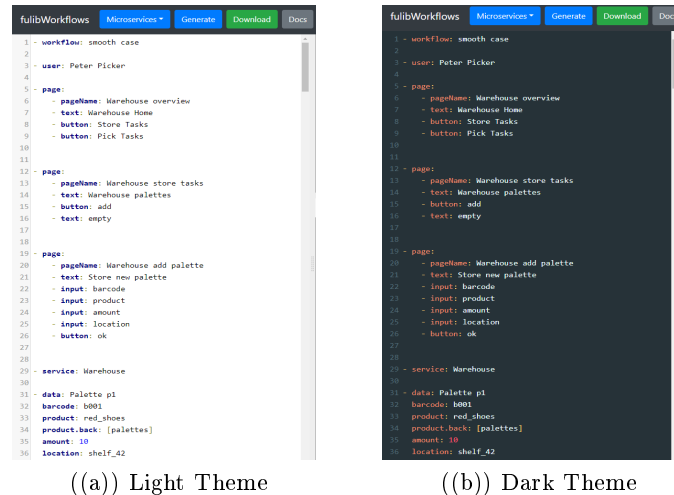 fulibWorkflows Microservices Generate Download Docs
1 - workflow: smooth case
2
3 - user: Peter Picker
4
5 - page:
6 - pageName: Warehouse overview
7 - text: Warehouse Home
8 - button: Store Tasks
9 - button: Pick Tasks
10
11
12 - page:
13 - pageName: Warehouse store tasks
14 - text: Warehouse palettes
15 - button: add
16 - text: empty
17
18
19 - page:
20 - pageName: Warehouse add palette
21 - text: Store new palette
22 - input: barcode
23 - input: product
24 - input: amount
25 - input: location
26 - button: ok
27
28
29 - service: Warehouse
30
31 - data: Palette p1
32 barcode: b001
33 product: red_shoes
34 product.back: [palettes]
35 amount: 10
36 location: shelf_42
((a)) Light Theme
fulibWorkflows Microservices Generate Download Doc
1 - workflow: smooth case
2
3 - user: Peter Picker
4
5 - page:
6 - pageName: Warehouse overview
7 - text: Warehouse Home
8 - button: Store Tasks
9 - button: Pick Tasks
10
11
12 - page:
13 - pageName: Warehouse store tasks
14 - text: Warehouse palettes
15 - button: add
16 - text: empty
17
18
19 - page:
20 - pageName: Warehouse add palette
21 - text: Store new palette
22 - input: barcode
23 - input: product
24 - input: amount
25 - input: location
26 - button: ok
27
28
29 - service: Warehouse
30
31 - data: Palette p1
32 barcode: b001
33 product: red_shoes
34 product.back: [palettes]
35 amount: 10
36 location: shelf_42
((b)) Dark Theme